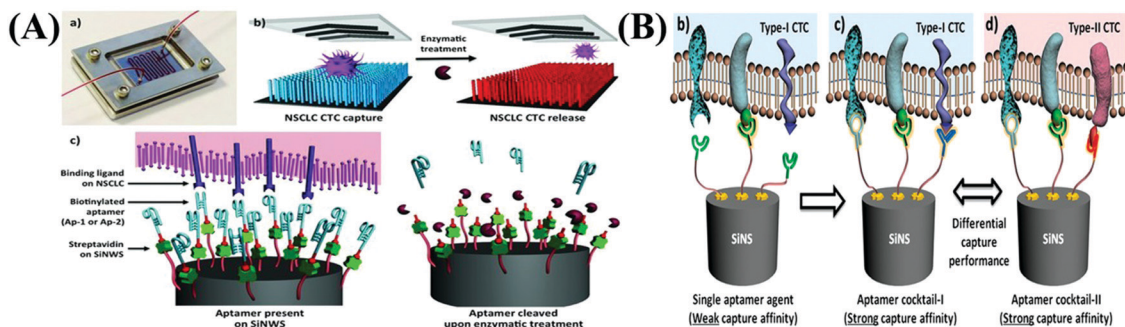 (A)
a)
b)
Enzymatic
treatment
NSCLC CTC capture
NSCLC CTC release
c)
Binding ligand
on NSCLC
Biotinylated
aptamer
(Ap-1 or Ap-2)
Streptavidin
on SiNWS
Aptamer present
on SiNWS
Aptamer cleaved
upon enzymatic treatment
(B)
b)
Type-I CTC
SiNS
Single aptamer agent
(Weak capture affinity)
c)
Type-I CTC
SiNS
Aptamer cocktail-I
(Strong capture affinity)
Differential
capture
performance
d)
Type-II CTC
SiNS
Aptamer cocktail-II
(Strong capture affinity)